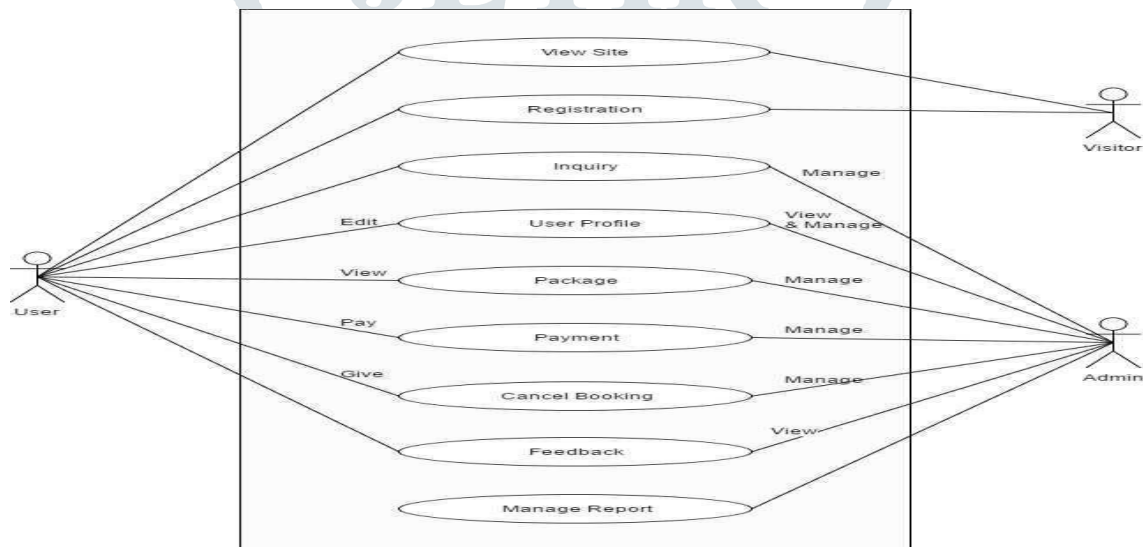 View Site
Registration
Visitor
Inquiry
Manage
Edit
User Profile
View
& Manage
View
Package
Manage
User
Pay
Payment
Manage
Give
Cancel Booking
Manage
Admin
Feedback
View
Manage Report